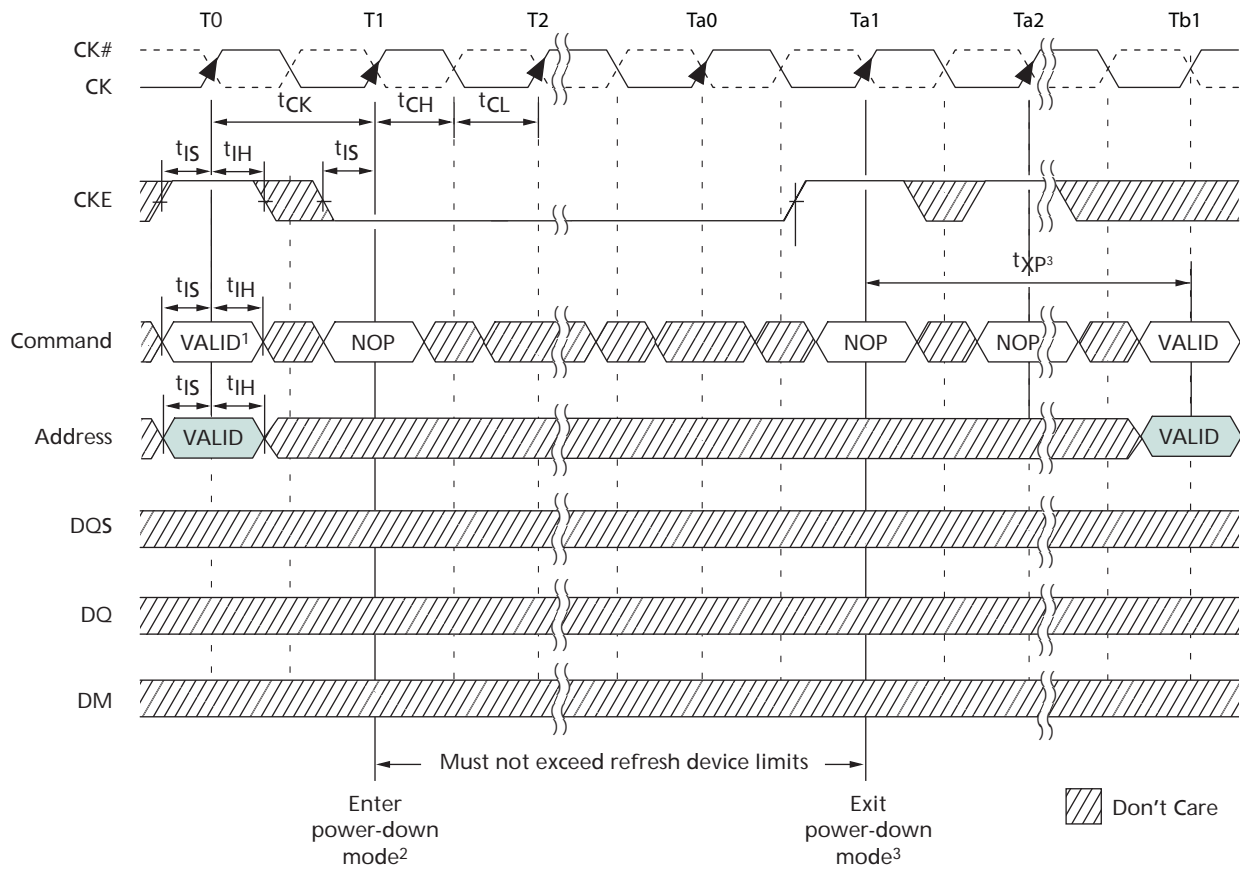 T0 T1 T2 Ta0 Ta1 Ta2 Tb1
CK#
CK
tCK tCH tCL
tIS tIH tIS
CKE
tXP3
tIS tIH
Command VALID1 NOP NOP NOP VALID
tIS tIH
Address VALID VALID
DQS
DQ
DM
Must not exceed refresh device limits
Enter
power-down
mode2
Exit
power-down
mode3
Don't Care